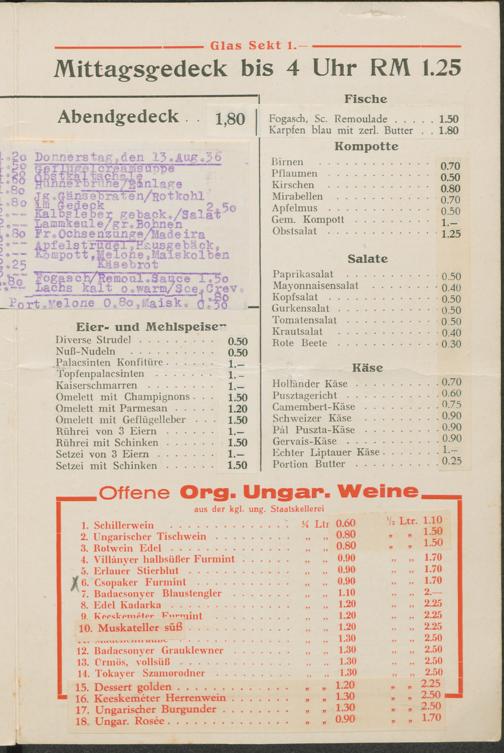 Glas Sekt 1.—
Mittagsgedeck bis 4 Uhr RM 1.25
Abendgedeck . . 1,80
Donnerstag,den 13.Aug.36
Geflügelcremesuppe
Obstkaltschale
Hühnerbrühe/Einlage
Jg.Gänsebraten/Rotkohl
im Gedeck 2.50
Kalbsleber geback./Salat
Lammkeule/gr.Bohnen
Fr.Ochsenzunge/Madeira
Apfelstrudel,Hausgebäck,
Kompott,Melone,Maiskolben
Käsebrot
Fogasch/Remoul.Sauce 1.50
Lachs kalt o.warm/Sce.Grev.
1.80
Port.Melone 0.80,Maisk. 0.50
Eier- und Mehlspeisen
Diverse Strudel 0.50
Nuß-Nudeln 0.50
Palacsinten Konfitüre 1.—
Topfenpalacsinten 1.—
Kaiserschmarren 1.—
Omelett mit Champignons 1.50
Omelett mit Parmesan 1.20
Omelett mit Geflügelleber 1.50
Rührei von 3 Eiern 1.—
Rührei mit Schinken 1.50
Setzei von 3 Eiern 1.—
Setzei mit Schinken 1.50
Fische
Fogasch, Sc. Remoulade 1.50
Karpfen blau mit zerl. Butter 1.80
Kompotte
Birnen 0.70
Pflaumen 0.50
Kirschen 0.80
Mirabellen 0.70
Apfelmus 0.50
Gem. Kompott 1.—
Obstsalat 1.25
Salate
Paprikasalat 0.50
Mayonnaisensalat 0.40
Kopfsalat 0.50
Gurkensalat 0.50
Tomatensalat 0.50
Krautsalat 0.40
Rote Beete 0.30
Käse
Holländer Käse 0.70
Pusztagericht 0.60
Camembert-Käse 0.75
Schweizer Käse 0.90
Pál Puszta-Käse 0.90
Gervais-Käse 0.90
Echter Liptauer Käse 1.—
Portion Butter 0.25
Offene Org. Ungar. Weine
aus der kgl. ung. Staatskellerei
1. Schillerwein ¼ Ltr 0.60 ½ Ltr. 1.10
2. Ungarischer Tischwein „ „ 0.80 „ „ 1.50
3. Rotwein Edel „ „ 0.80 „ „ 1.50
4. Villányer halbsüßer Furmint „ „ 0.90 „ „ 1.70
5. Erlauer Stierblut „ „ 0.90 „ „ 1.70
6. Csopaker Furmint „ „ 0.90 „ „ 1.70
7. Badacsonyer Blaustengler „ „ 1.10 „ „ 2.—
8. Edel Kadarka „ „ 1.20 „ „ 2.25
9. Keeskeméter Furmint „ „ 1.20 „ „ 2.25
10. Muskateller süß „ „ 1.20 „ „ 2.25
„ „ 1.30 „ „ 2.50
12. Badacsonyer Grauklewner „ „ 1.30 „ „ 2.50
13. Ürmös, vollsüß „ „ 1.30 „ „ 2.50
14. Tokayer Szamorodner „ „ 1.30 „ „ 2.50
15. Dessert golden „ „ 1.20 „ „ 2.25
16. Keeskeméter Herrenwein „ „ 1.30 „ „ 2.50
17. Ungarischer Burgunder „ „ 1.30 „ „ 2.50
18. Ungar. Rosée „ „ 0.90 „ „ 1.70